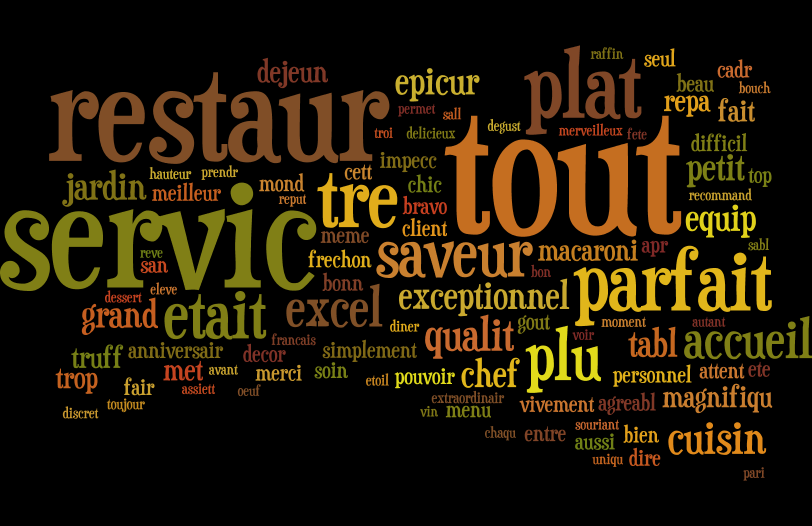 raffin
seul
dejeun
epicur
cadr
restaur
plat
beau
bouch
permet
sall
repa
fait
troi
delicieux
degust
merveilleux
fete
tout
difficil
impecc
petit
top
hauteur
prendr
cett
jardin
meilleur
mond
reput
tre
chic
bravo
recommand
servic
client
equip
meme
saveur
macaroni
apr
sabl
reve
san
frechon
bon
parfait
eleve
dessert
bonn
exceptionnel
grand
etait
excel
diner
qualit
gout
moment
autant
voir
francais
tabl
accueil
truff
anniversair
decor
simplement
plu
trop
met
avant
merci
soin
etoil
pouvoir
chef
personnel
attent
ete
fair
assiett
oeuf
toujour
discret
extraordinair
vin
menu
vivement
agreabl
magnifiqu
chaqu
entre
souriant
aussi
bien
cuisin
uniqu
dire
pari